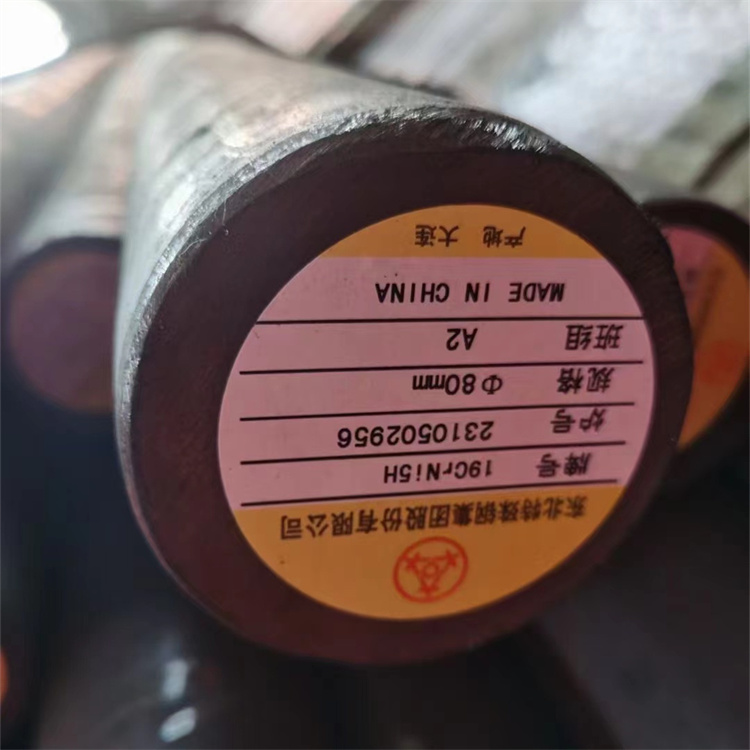 东北特殊钢集团股份有限公司
牌号 19CrNi5H
炉号 2310502956
规格 Φ80mm
班组 A2
MADE IN CHINA
产地 大连